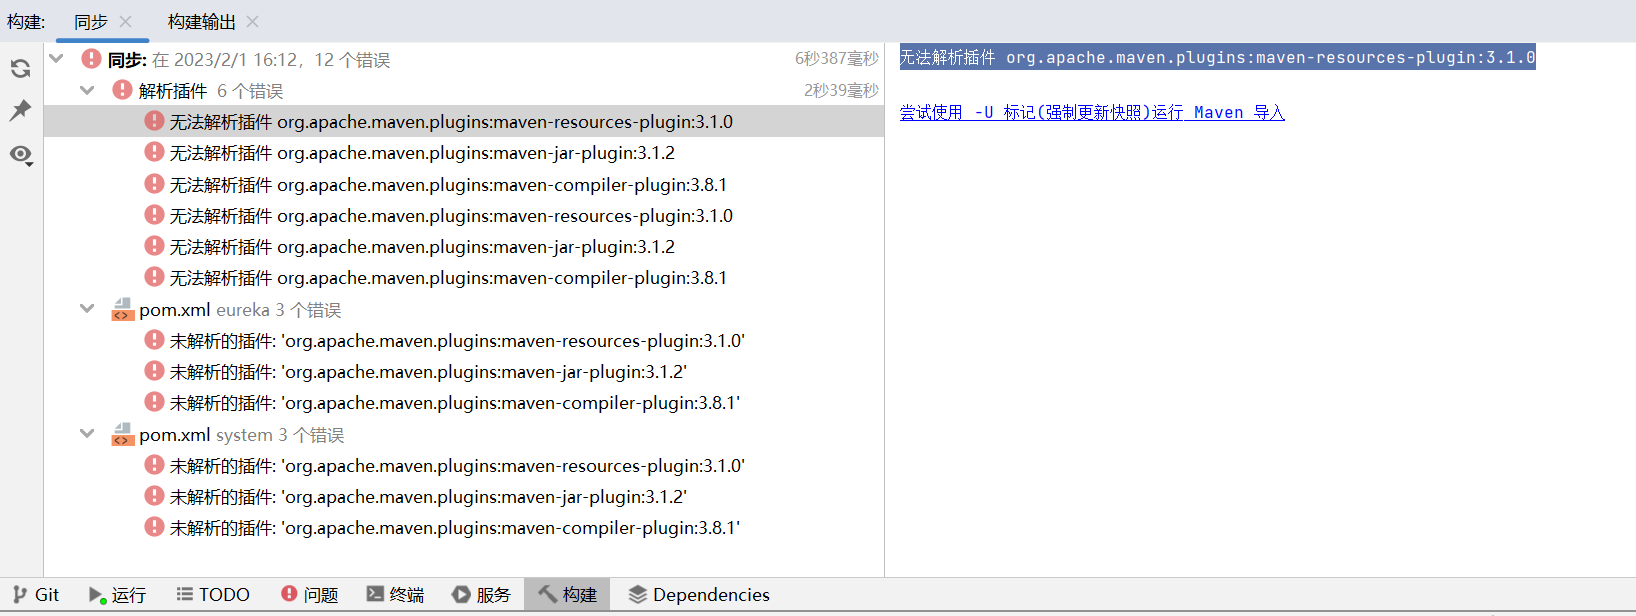 构建: 同步 构建输出
同步: 在 2023/2/1 16:12, 12 个错误 6秒387毫秒
解析插件 6 个错误 2秒39毫秒
无法解析插件 org.apache.maven.plugins:maven-resources-plugin:3.1.0
无法解析插件 org.apache.maven.plugins:maven-jar-plugin:3.1.2
无法解析插件 org.apache.maven.plugins:maven-compiler-plugin:3.8.1
无法解析插件 org.apache.maven.plugins:maven-resources-plugin:3.1.0
无法解析插件 org.apache.maven.plugins:maven-jar-plugin:3.1.2
无法解析插件 org.apache.maven.plugins:maven-compiler-plugin:3.8.1
pom.xml eureka 3 个错误
未解析的插件: 'org.apache.maven.plugins:maven-resources-plugin:3.1.0'
未解析的插件: 'org.apache.maven.plugins:maven-jar-plugin:3.1.2'
未解析的插件: 'org.apache.maven.plugins:maven-compiler-plugin:3.8.1'
pom.xml system 3 个错误
未解析的插件: 'org.apache.maven.plugins:maven-resources-plugin:3.1.0'
未解析的插件: 'org.apache.maven.plugins:maven-jar-plugin:3.1.2'
未解析的插件: 'org.apache.maven.plugins:maven-compiler-plugin:3.8.1'
无法解析插件 org.apache.maven.plugins:maven-resources-plugin:3.1.0
尝试使用 -U 标记(强制更新快照)运行 Maven 导入
Git 运行 TODO 问题 终端 服务 构建 Dependencies